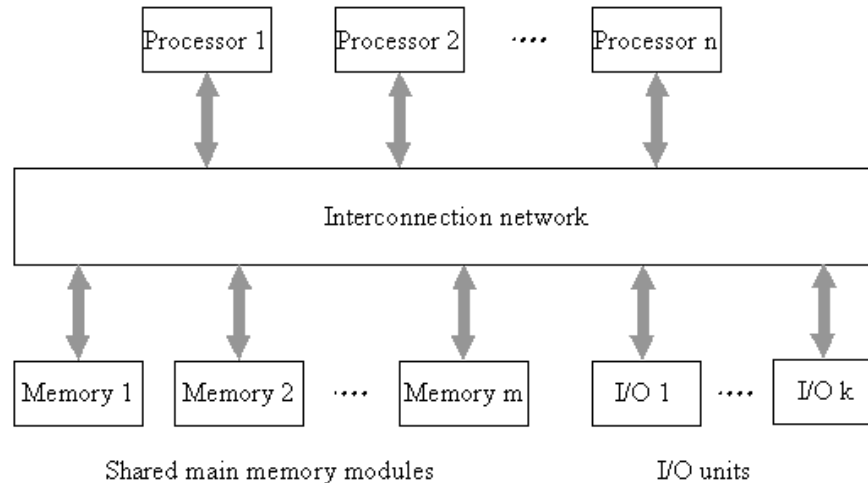 Processor 1
Processor 2
....
Processor n
Interconnection network
Memory 1
Memory 2
....
Memory m
I/O 1
....
I/O k
Shared main memory modules
I/O units